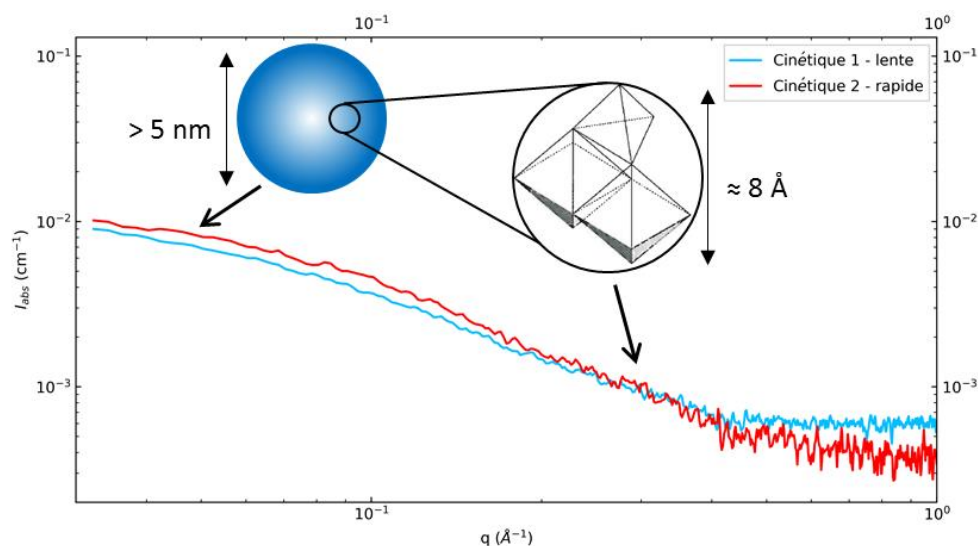 10⁻¹
10⁰
10⁻¹
10⁻¹
Cinétique 1 - lente
Cinétique 2 - rapide
> 5 nm
≈ 8 Å
10⁻²
10⁻²
I_abs (cm⁻¹)
10⁻³
10⁻³
10⁻¹
10⁰
q (Å⁻¹)